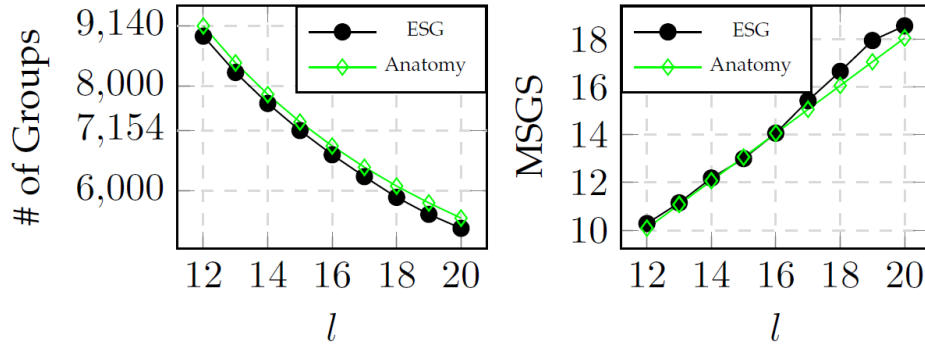 # of Groups
9,140
8,000
7,154
6,000
12 14 16 18 20
l
ESG
Anatomy
MSGS
18
16
14
12
10
12 14 16 18 20
l
ESG
Anatomy